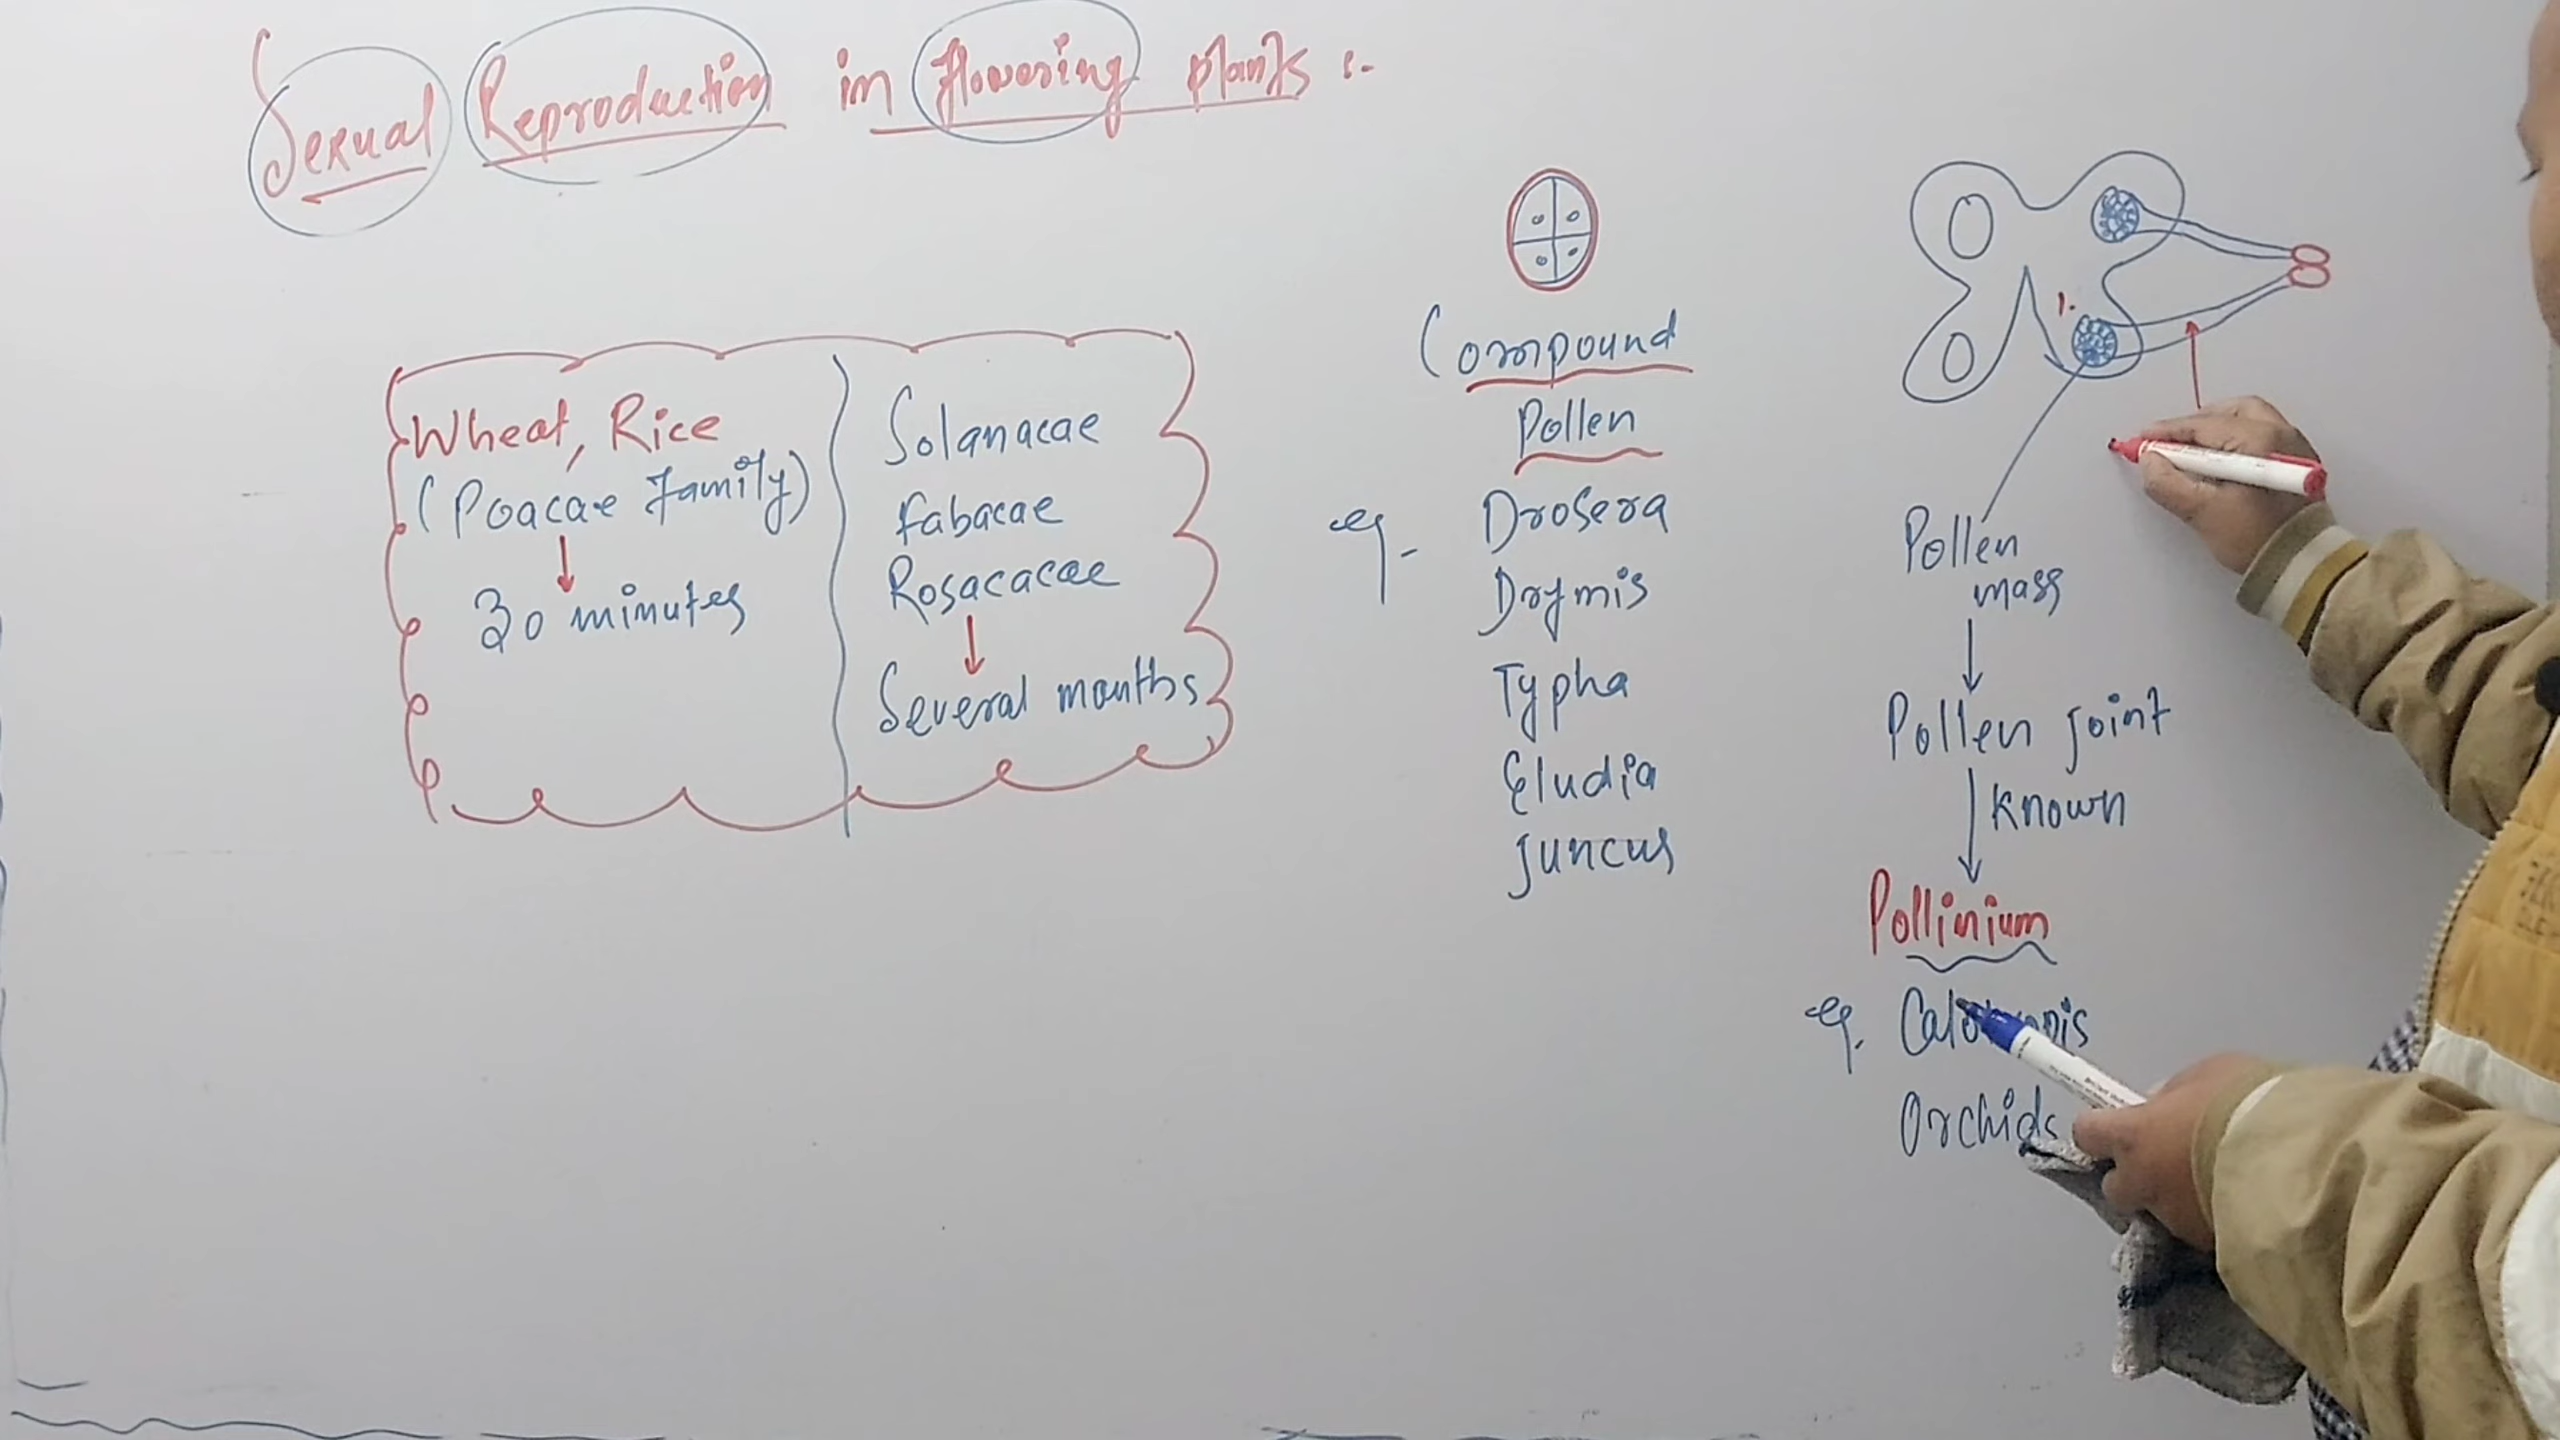 Sexual Reproduction in flowering plants :-
Wheat, Rice
(Poacae family)
30 minutes
Solanacae
fabacae
Rosacacae
Several months
Compound
Pollen
eg. Drosera
Drymis
Typha
Eludia
Juncus
1.
Pollen
mass
Pollen joint
known
Pollinium
eg.
Orchids